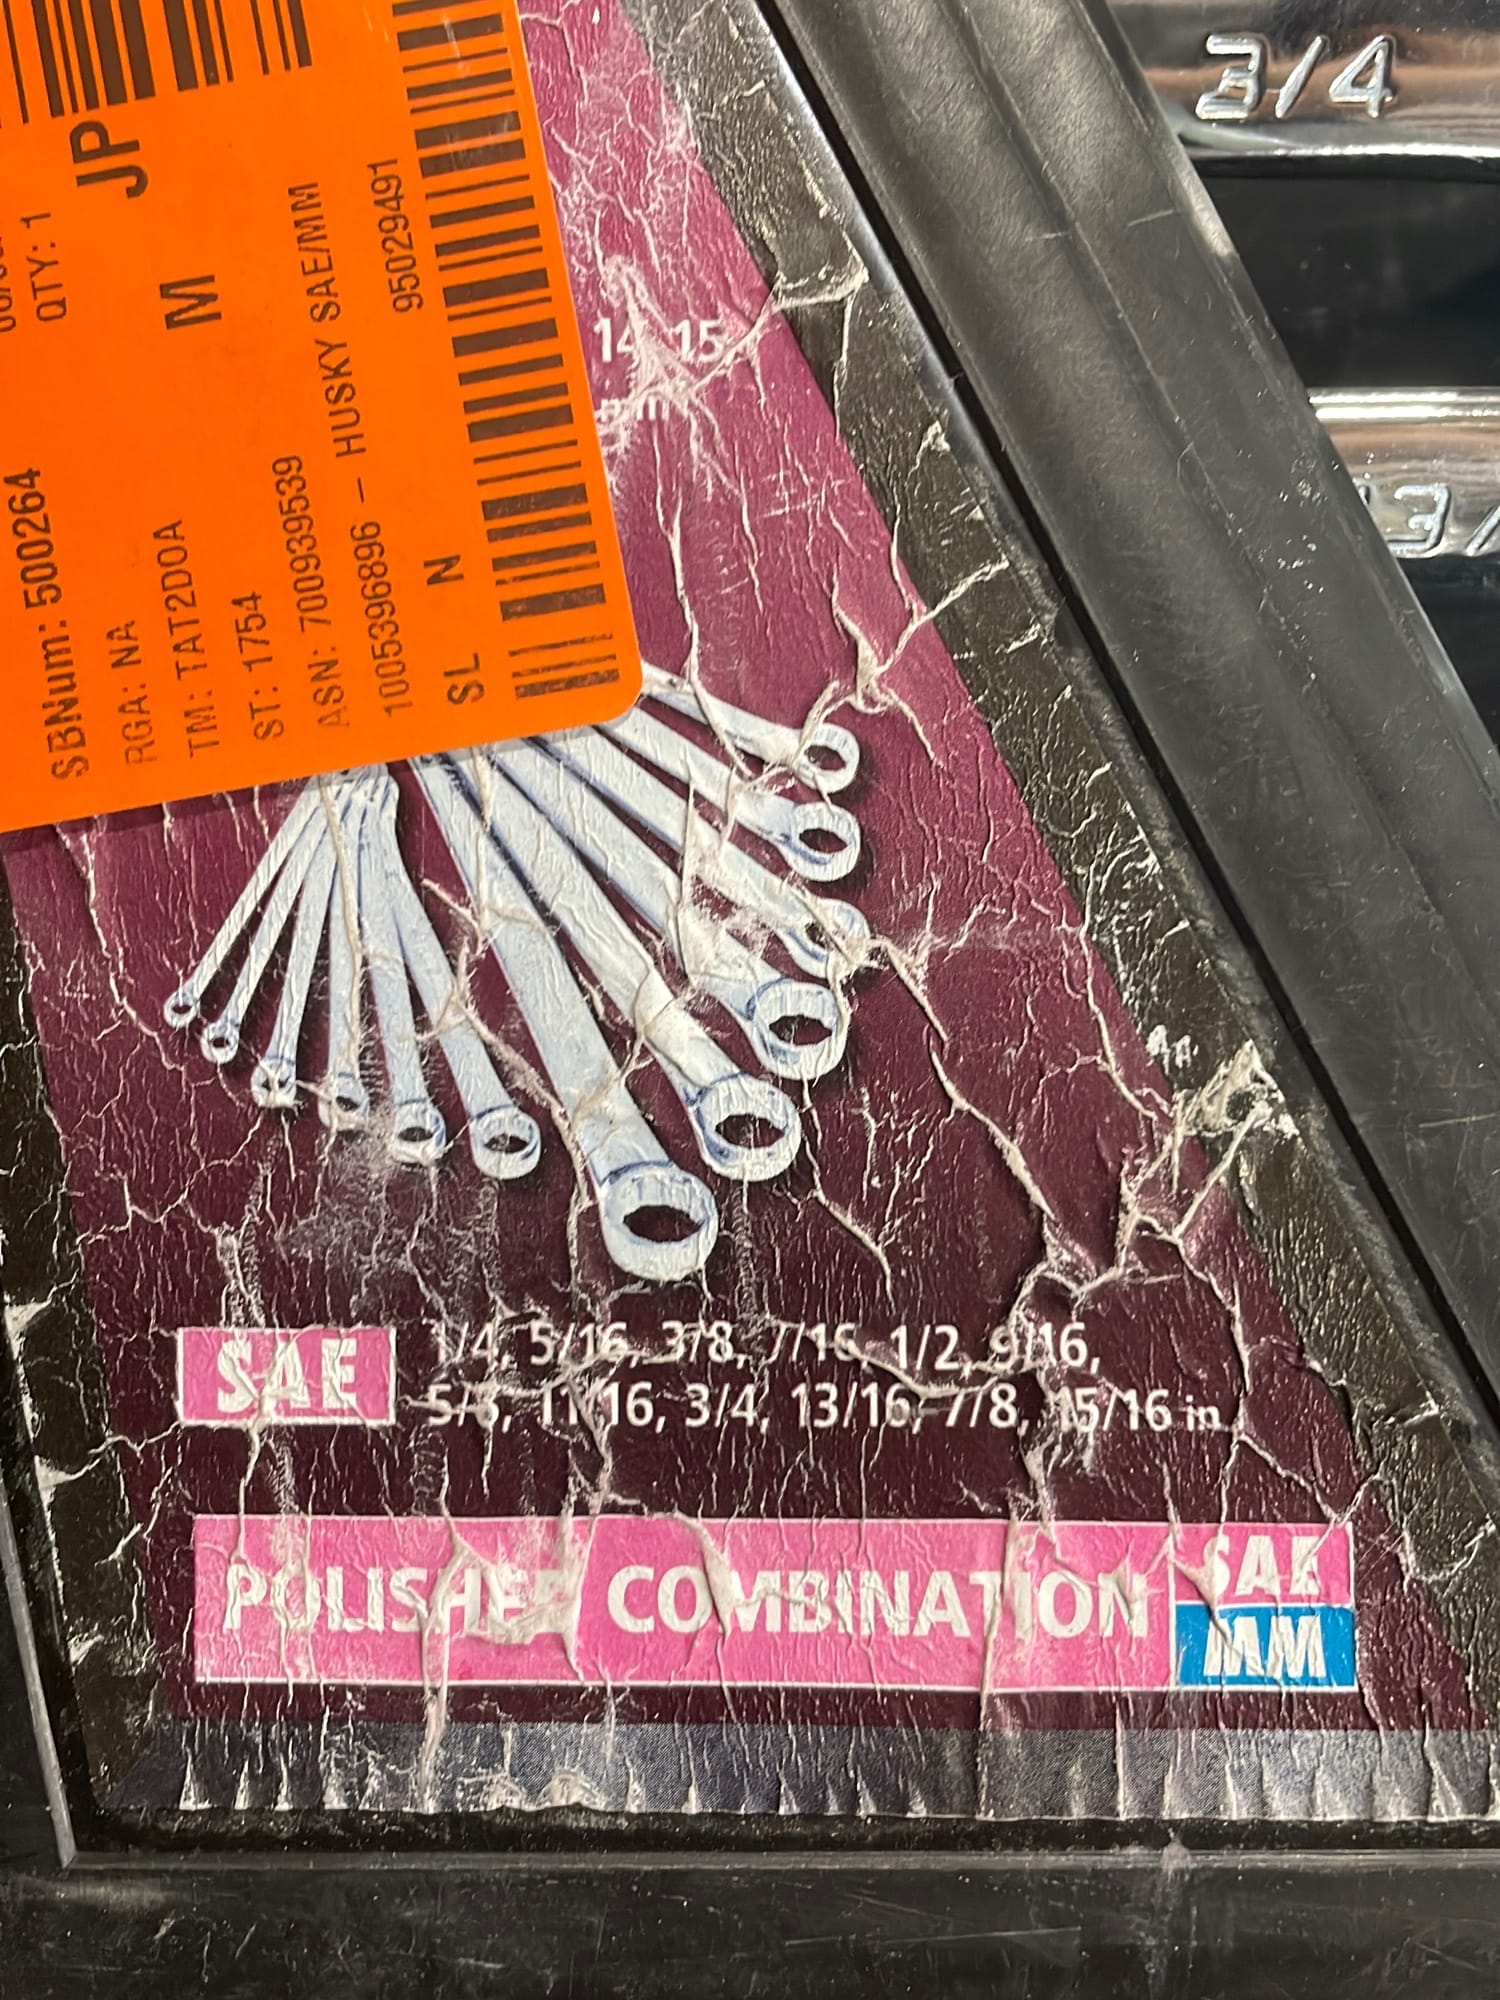 QTY: 1
JP
SBNum: 500264
RGA: NA
M
TM: TAT2D0A
ST: 1754
ASN: 700939539
1005396896 - HUSKY SAE/MM
95029491
SL N
14, 15
mm
SAE
1/4, 5/16, 3/8, 7/16, 1/2, 9/16,
5/8, 11/16, 3/4, 13/16, 7/8, 15/16 in
POLISHED COMBINATION
SAE
MM
3/4